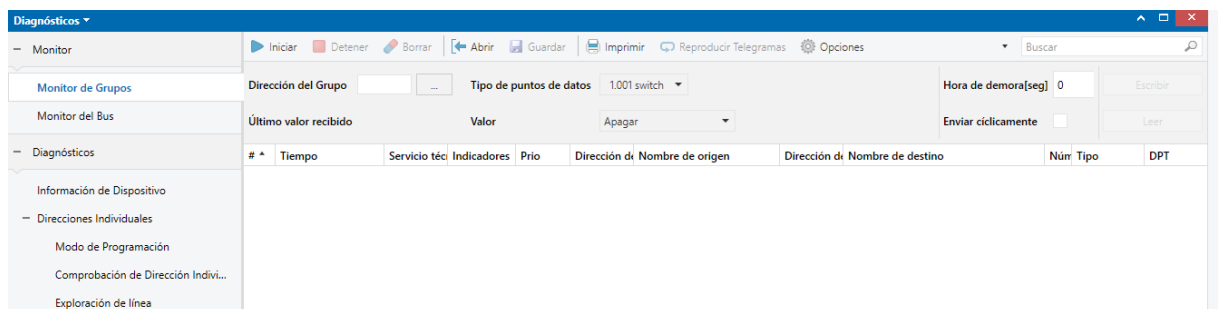 Diagnósticos
Monitor
Iniciar Detener Borrar Abrir Guardar Imprimir Reproducir Telegramas Opciones Buscar
Monitor de Grupos
Dirección del Grupo ... Tipo de puntos de datos 1.001 switch Hora de demora[seg] 0 Escribir
Monitor del Bus
Último valor recibido Valor Apagar Enviar cíclicamente Leer
Diagnósticos
# Tiempo Servicio técn Indicadores Prio Dirección de Nombre de origen Dirección de Nombre de destino Núm Tipo DPT
Información de Dispositivo
Direcciones Individuales
Modo de Programación
Comprobación de Dirección Indivi...
Exploración de línea